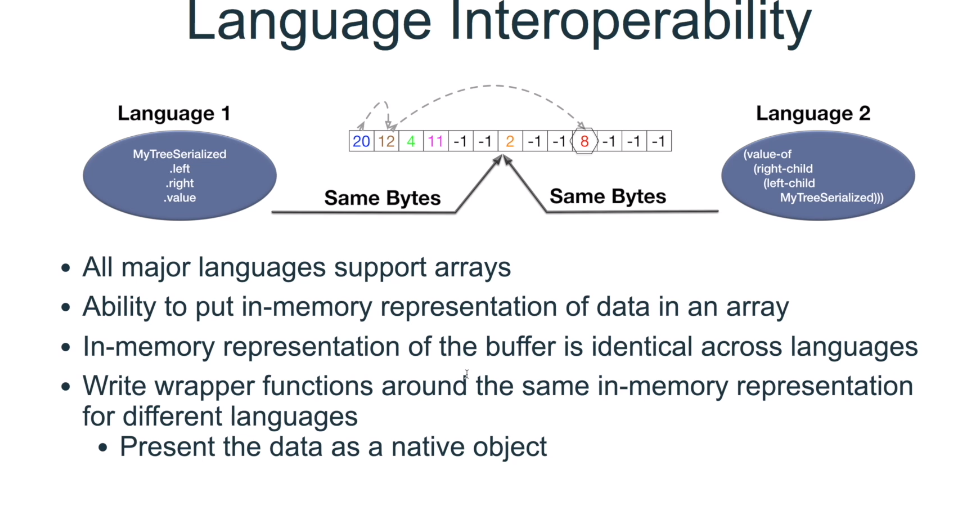 Language Interoperability
Language 1
MyTreeSerialized
.left
.right
.value
20 12 4 11 -1 -1 2 -1 -1 8 -1 -1 -1
Same Bytes
Same Bytes
Language 2
(value-of
(right-child
(left-child
MyTreeSerialized)))
• All major languages support arrays
• Ability to put in-memory representation of data in an array
• In-memory representation of the buffer is identical across languages
• Write wrapper functions around the same in-memory representation
for different languages
• Present the data as a native object